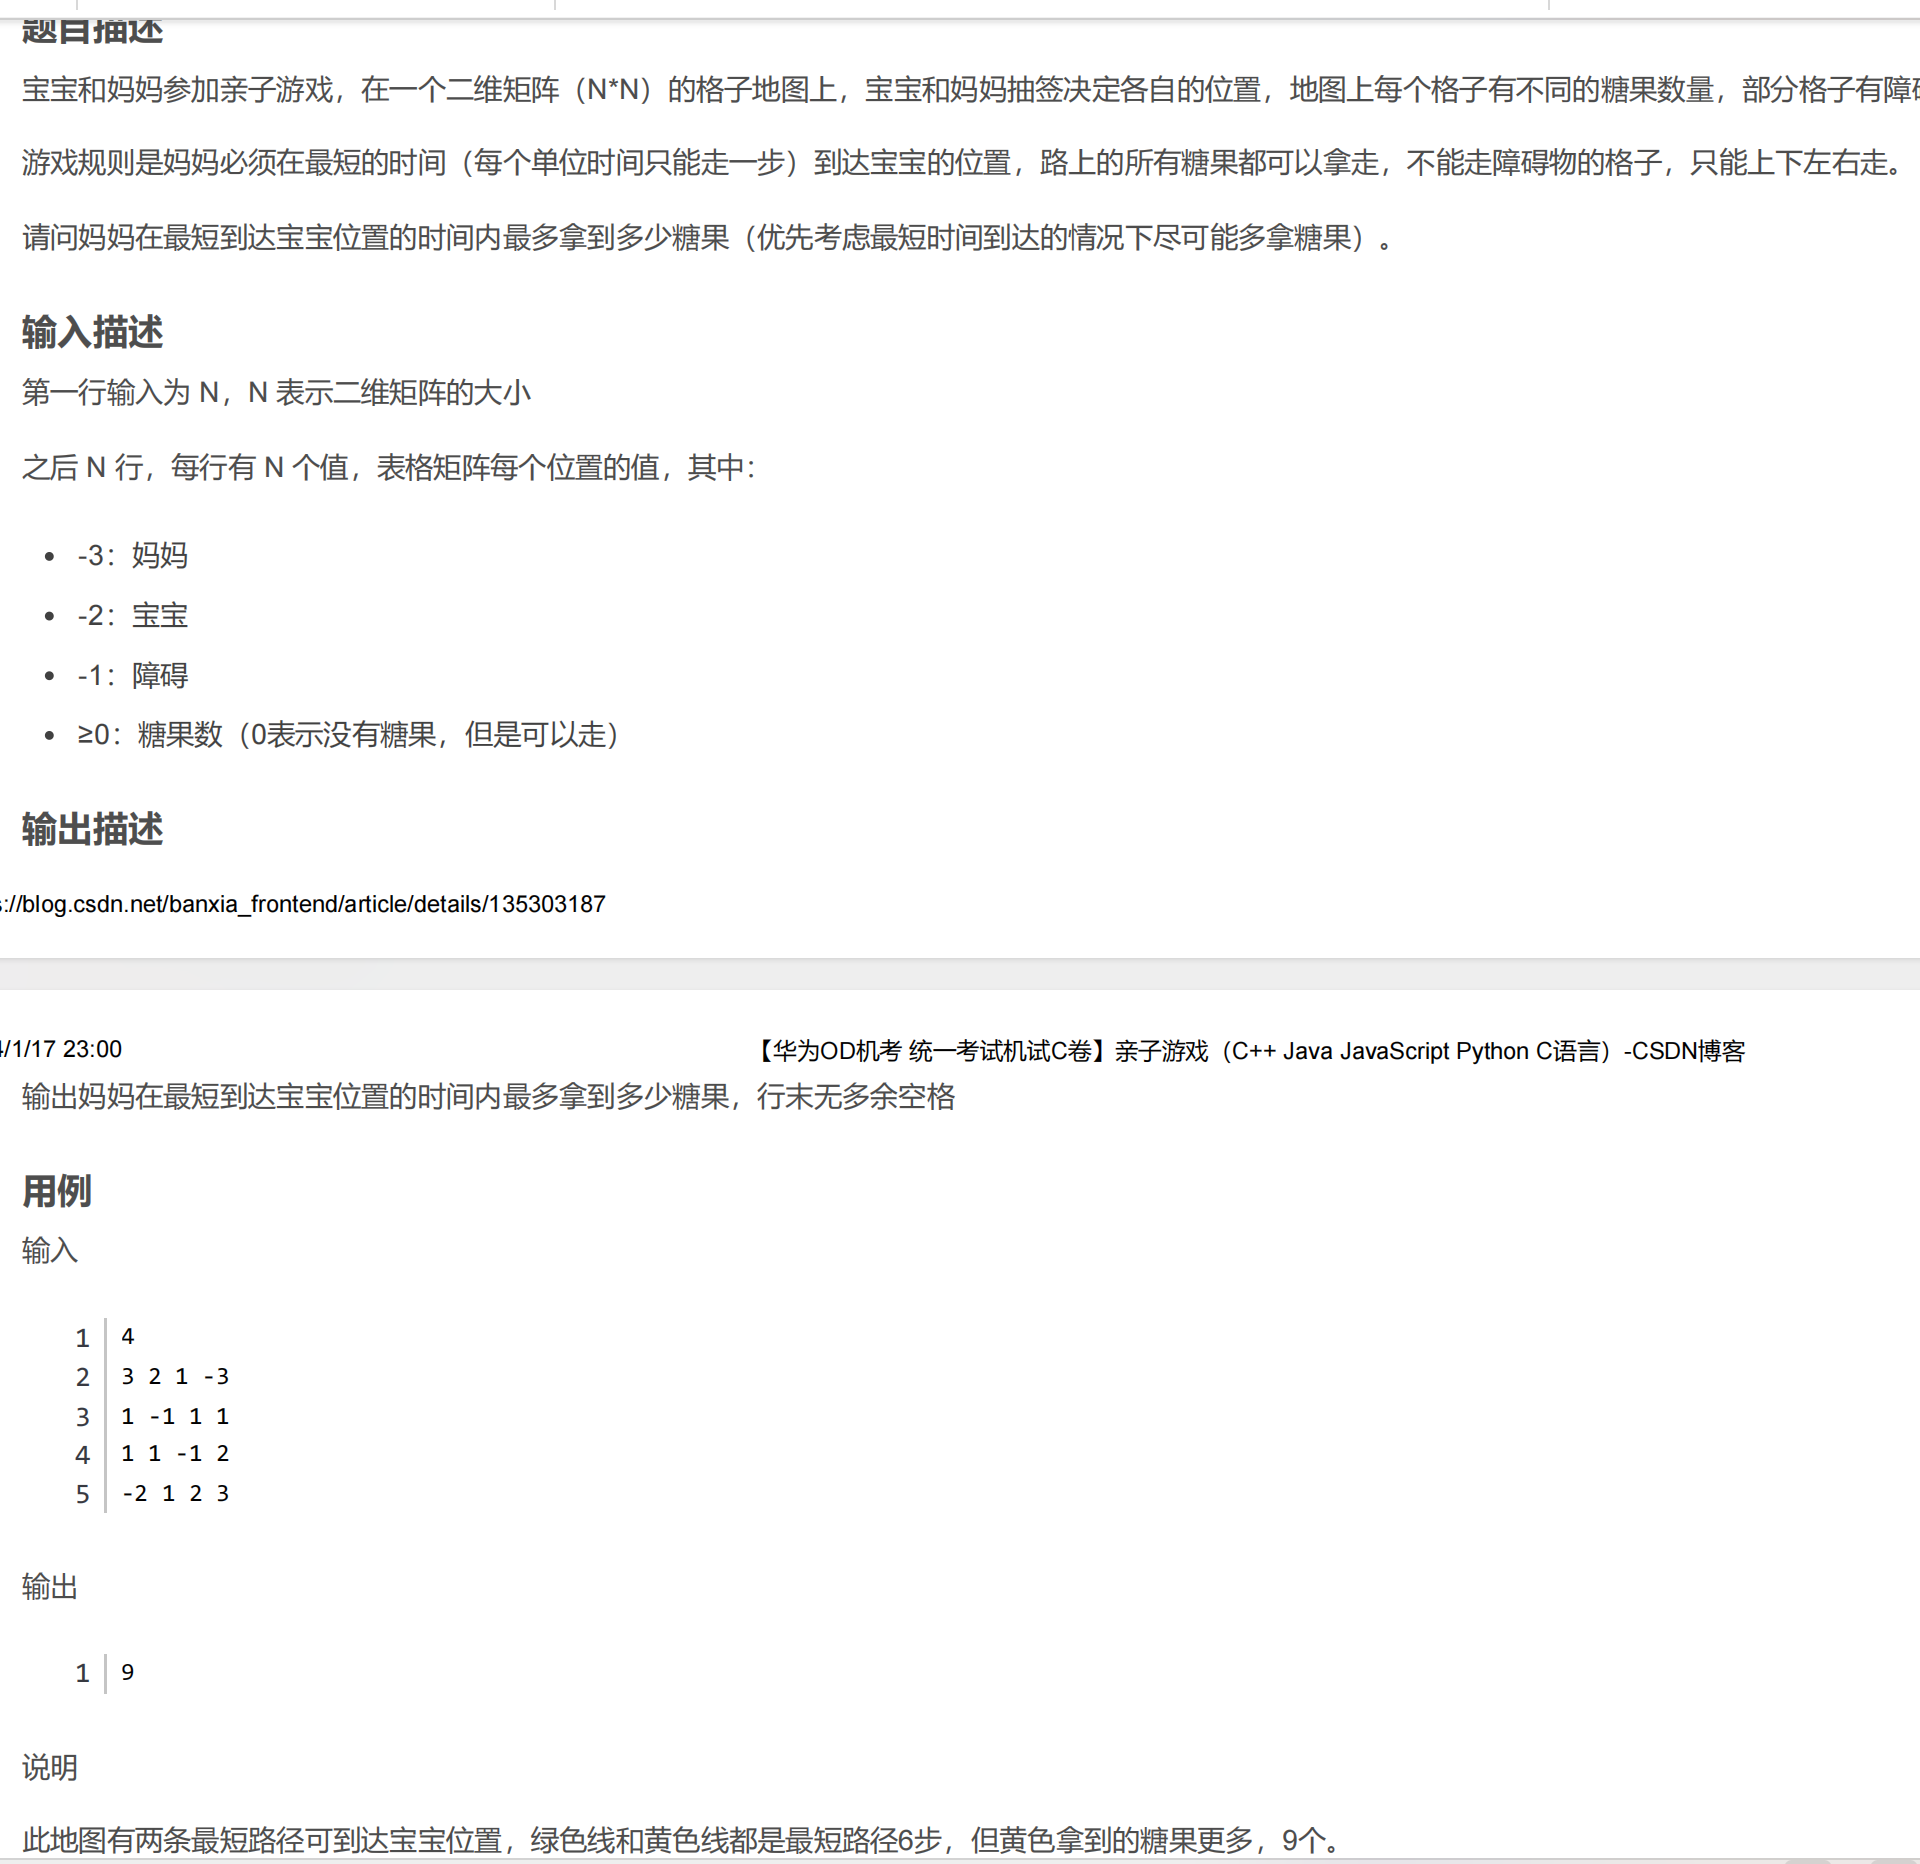 题目描述
宝宝和妈妈参加亲子游戏，在一个二维矩阵（N*N）的格子地图上，宝宝和妈妈抽签决定各自的位置，地图上每个格子有不同的糖果数量，部分格子有障
游戏规则是妈妈必须在最短的时间（每个单位时间只能走一步）到达宝宝的位置，路上的所有糖果都可以拿走，不能走障碍物的格子，只能上下左右走。
请问妈妈在最短到达宝宝位置的时间内最多拿到多少糖果（优先考虑最短时间到达的情况下尽可能多拿糖果）。
输入描述
第一行输入为 N，N 表示二维矩阵的大小
之后 N 行，每行有 N 个值，表格矩阵每个位置的值，其中：
• -3：妈妈
• -2：宝宝
• -1：障碍
• ≥0：糖果数（0表示没有糖果，但是可以走）
输出描述
://blog.csdn.net/banxia_frontend/article/details/135303187
/1/17 23:00
【华为OD机考 统一考试机试C卷】亲子游戏（C++ Java JavaScript Python C语言）-CSDN博客
输出妈妈在最短到达宝宝位置的时间内最多拿到多少糖果，行末无多余空格
用例
输入
1 4
2 3 2 1 -3
3 1 -1 1 1
4 1 1 -1 2
5 -2 1 2 3
输出
1 9
说明
此地图有两条最短路径可到达宝宝位置，绿色线和黄色线都是最短路径6步，但黄色拿到的糖果更多，9个。